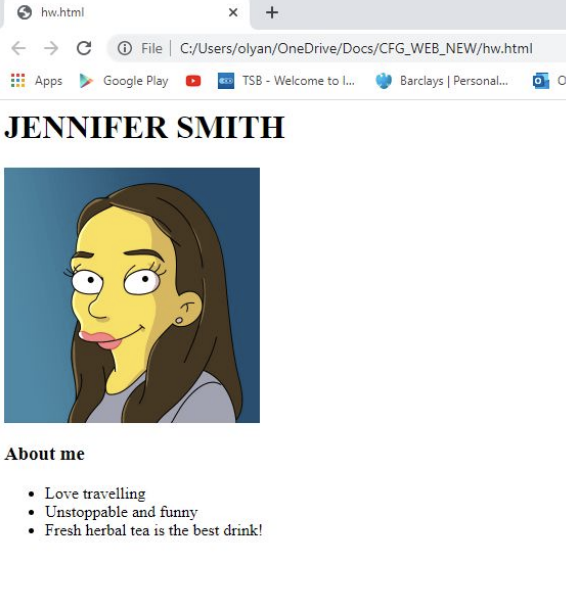 hw.html
File | C:/Users/olyan/OneDrive/Docs/CFG_WEB_NEW/hw.html
Apps Google Play TSB - Welcome to l... Barclays | Personal...
JENNIFER SMITH
About me
Love travelling
Unstoppable and funny
Fresh herbal tea is the best drink!